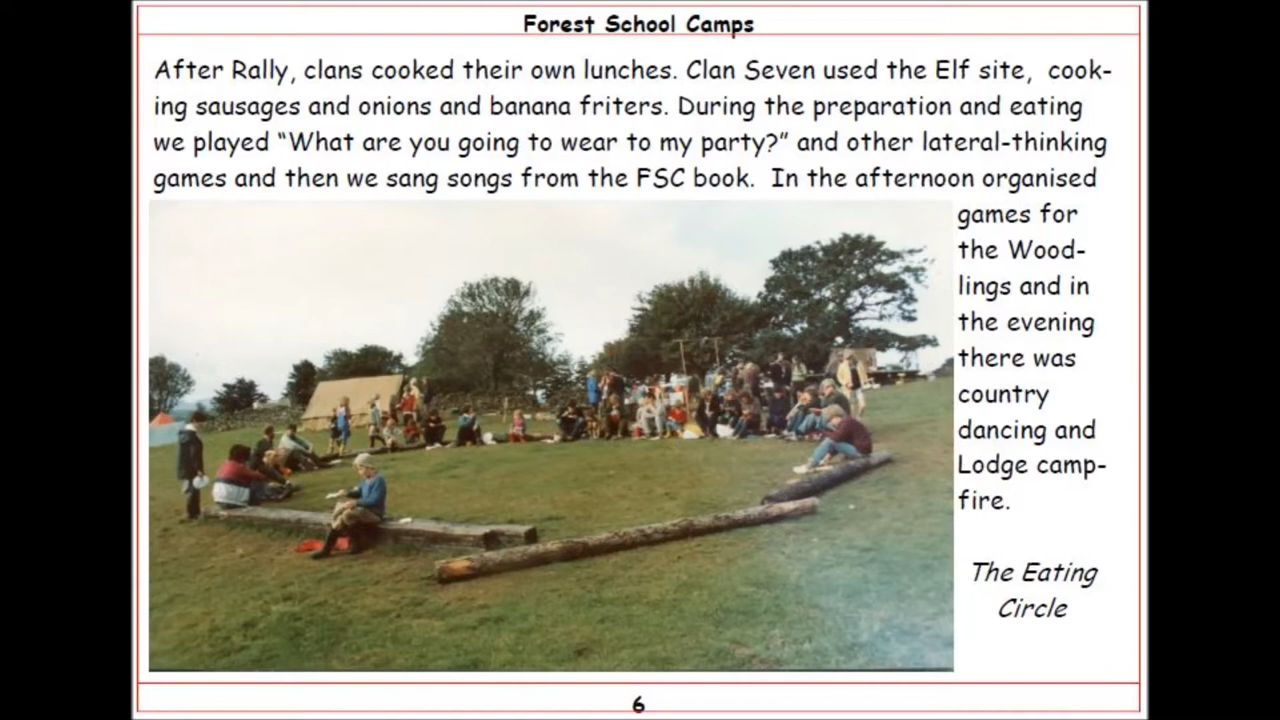 Forest School Camps
After Rally, clans cooked their own lunches. Clan Seven used the Elf site, cook-
ing sausages and onions and banana friters. During the preparation and eating
we played “What are you going to wear to my party?” and other lateral-thinking
games and then we sang songs from the FSC book. In the afternoon organised
games for
the Wood-
lings and in
the evening
there was
country
dancing and
Lodge camp-
fire.
The Eating
Circle
6